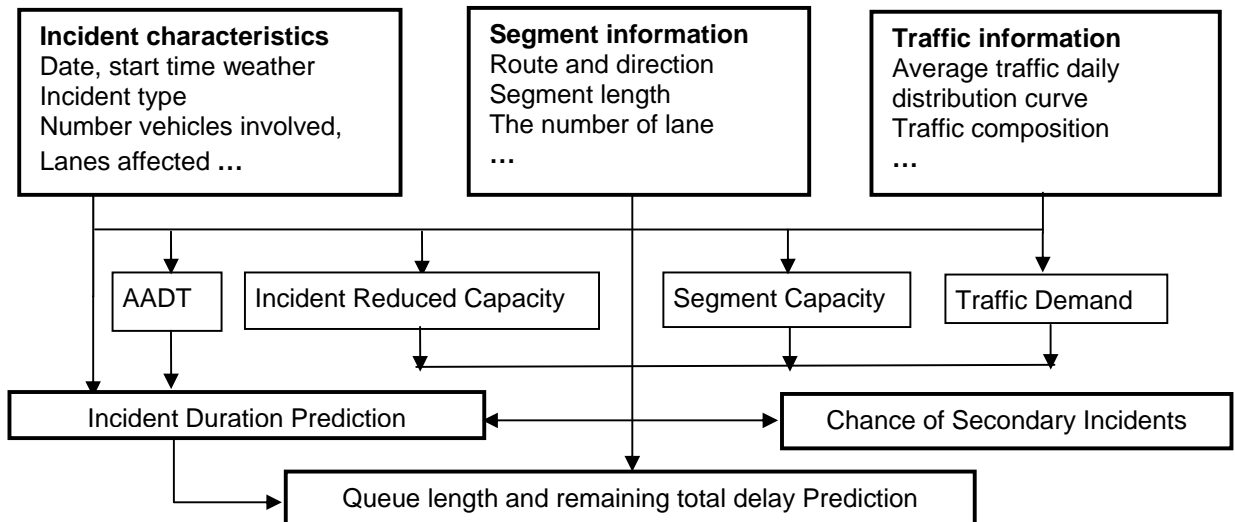 Incident characteristics
Date, start time weather
Incident type
Number vehicles involved,
Lanes affected …
Segment information
Route and direction
Segment length
The number of lane
…
Traffic information
Average traffic daily
distribution curve
Traffic composition
…
AADT
Incident Reduced Capacity
Segment Capacity
Traffic Demand
Incident Duration Prediction
Chance of Secondary Incidents
Queue length and remaining total delay Prediction